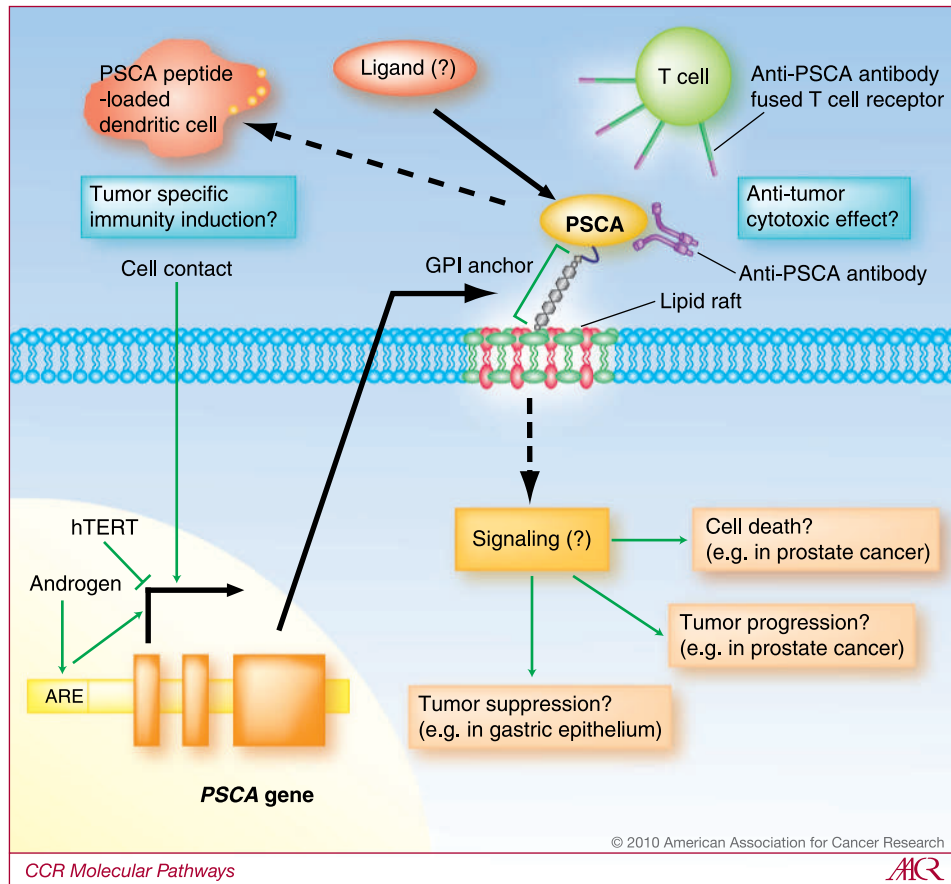 PSCA peptide
-loaded
dendritic cell
Ligand (?)
T cell
Anti-PSCA antibody
fused T cell receptor
Tumor specific
immunity induction?
PSCA
Anti-tumor
cytotoxic effect?
Cell contact
GPI anchor
Anti-PSCA antibody
Lipid raft
hTERT
Androgen
ARE
PSCA gene
Signaling (?)
Cell death?
(e.g. in prostate cancer)
Tumor progression?
(e.g. in prostate cancer)
Tumor suppression?
(e.g. in gastric epithelium)
© 2010 American Association for Cancer Research
CCR Molecular Pathways
AACR